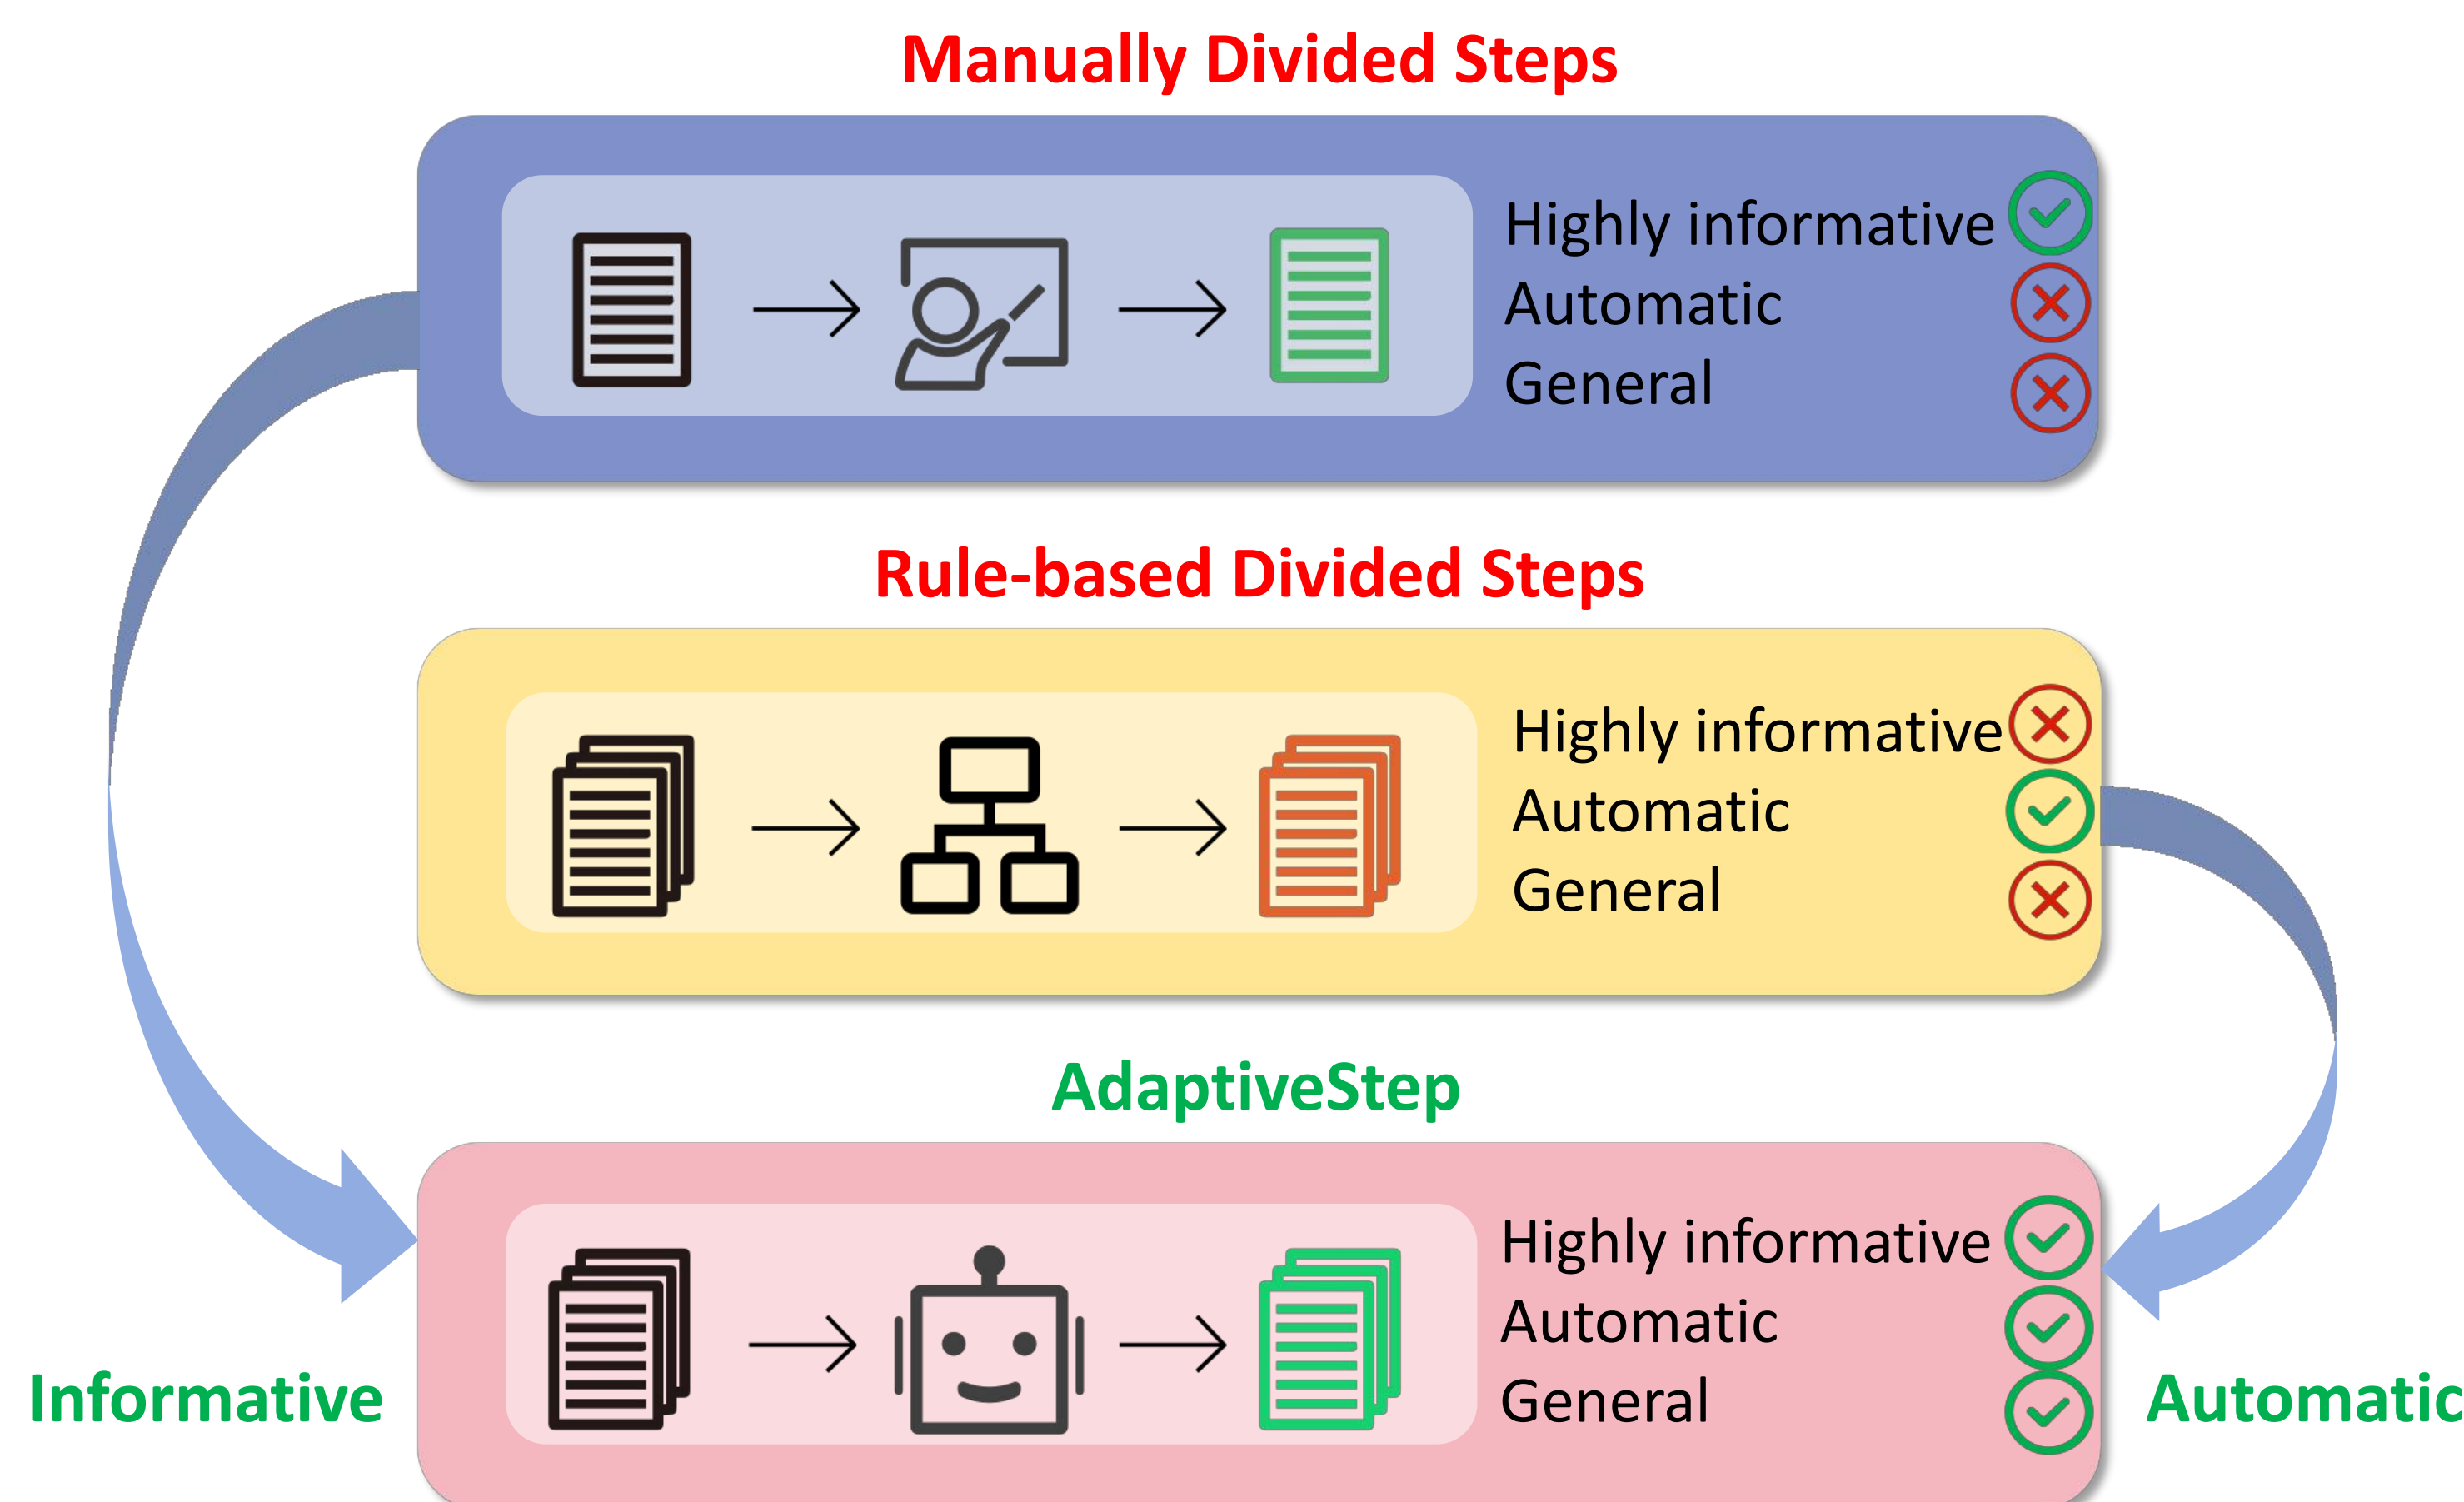 Manually Divided Steps
Highly informative
Automatic
General
Rule-based Divided Steps
Highly informative
Automatic
General
AdaptiveStep
Highly informative
Automatic
General
Informative
Automatic